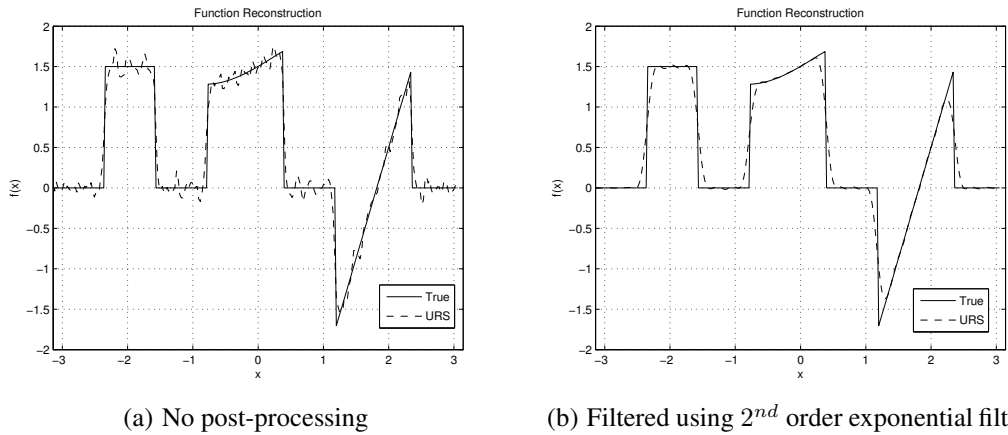 Function Reconstruction
2
1.5
1
0.5
0
−0.5
−1
−1.5
−2
f(x)
−3
−2
−1
0
1
2
3
x
True
URS
(a) No post-processing
Function Reconstruction
2
1.5
1
0.5
0
−0.5
−1
−1.5
−2
f(x)
−3
−2
−1
0
1
2
3
x
True
URS
(b) Filtered using 2nd order exponential filt